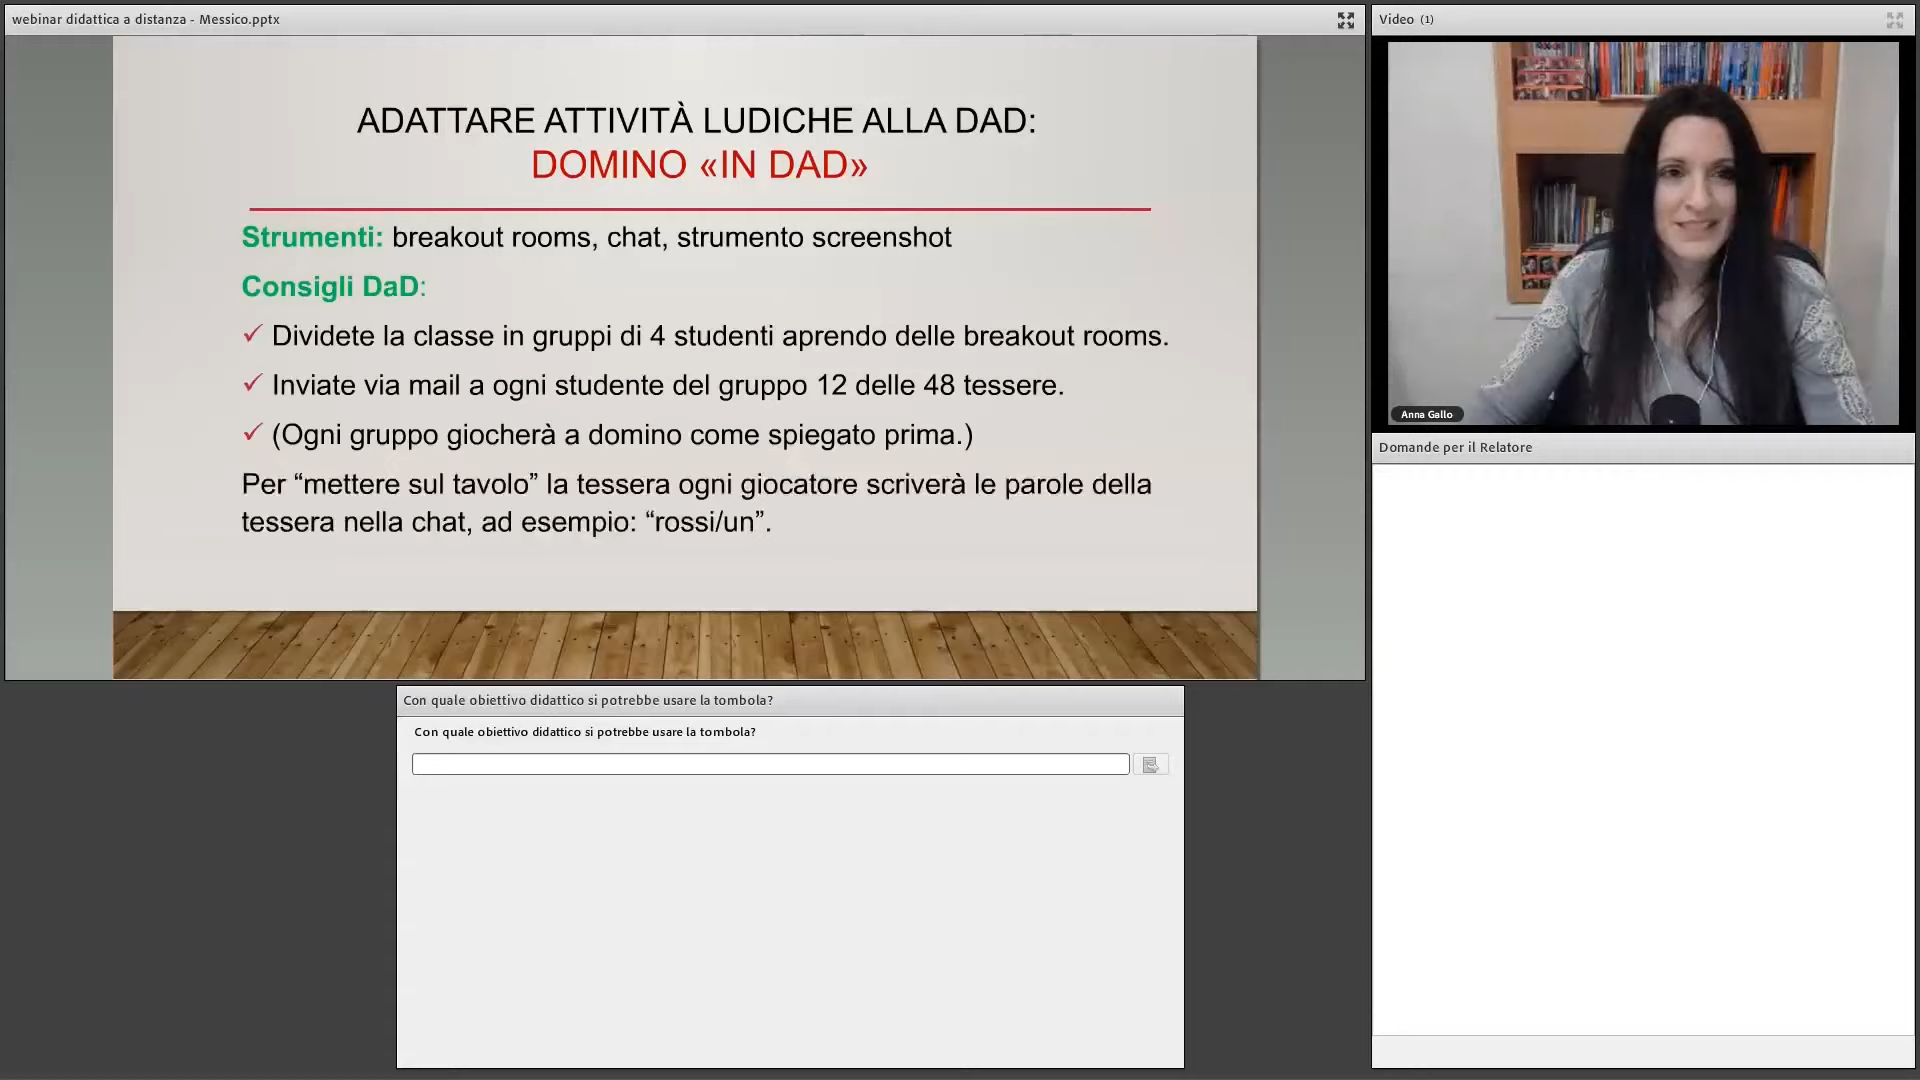 webinar didattica a distanza - Messico.pptx
ADATTARE ATTIVITÀ LUDICHE ALLA DAD:
DOMINO «IN DAD»
Strumenti: breakout rooms, chat, strumento screenshot
Consigli DaD:
✓ Dividete la classe in gruppi di 4 studenti aprendo delle breakout rooms.
✓ Inviate via mail a ogni studente del gruppo 12 delle 48 tessere.
✓ (Ogni gruppo giocherà a domino come spiegato prima.)
Per “mettere sul tavolo” la tessera ogni giocatore scriverà le parole della
tessera nella chat, ad esempio: “rossi/un”.
Video (1)
Anna Gallo
Domande per il Relatore
Con quale obiettivo didattico si potrebbe usare la tombola?
Con quale obiettivo didattico si potrebbe usare la tombola?